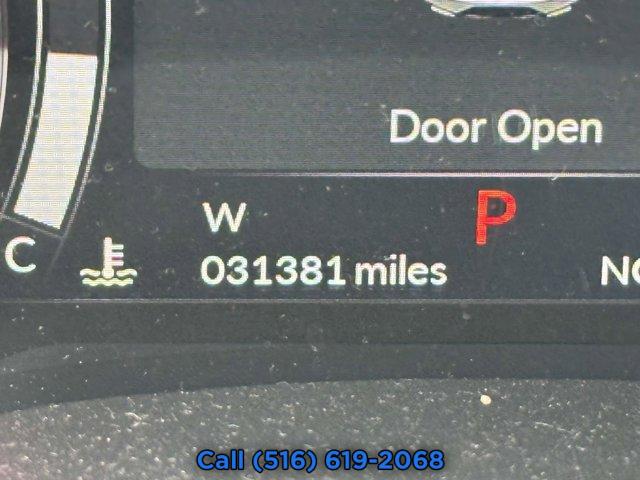 Door Open
W
P
C
031381 miles
Call (516) 619-2068